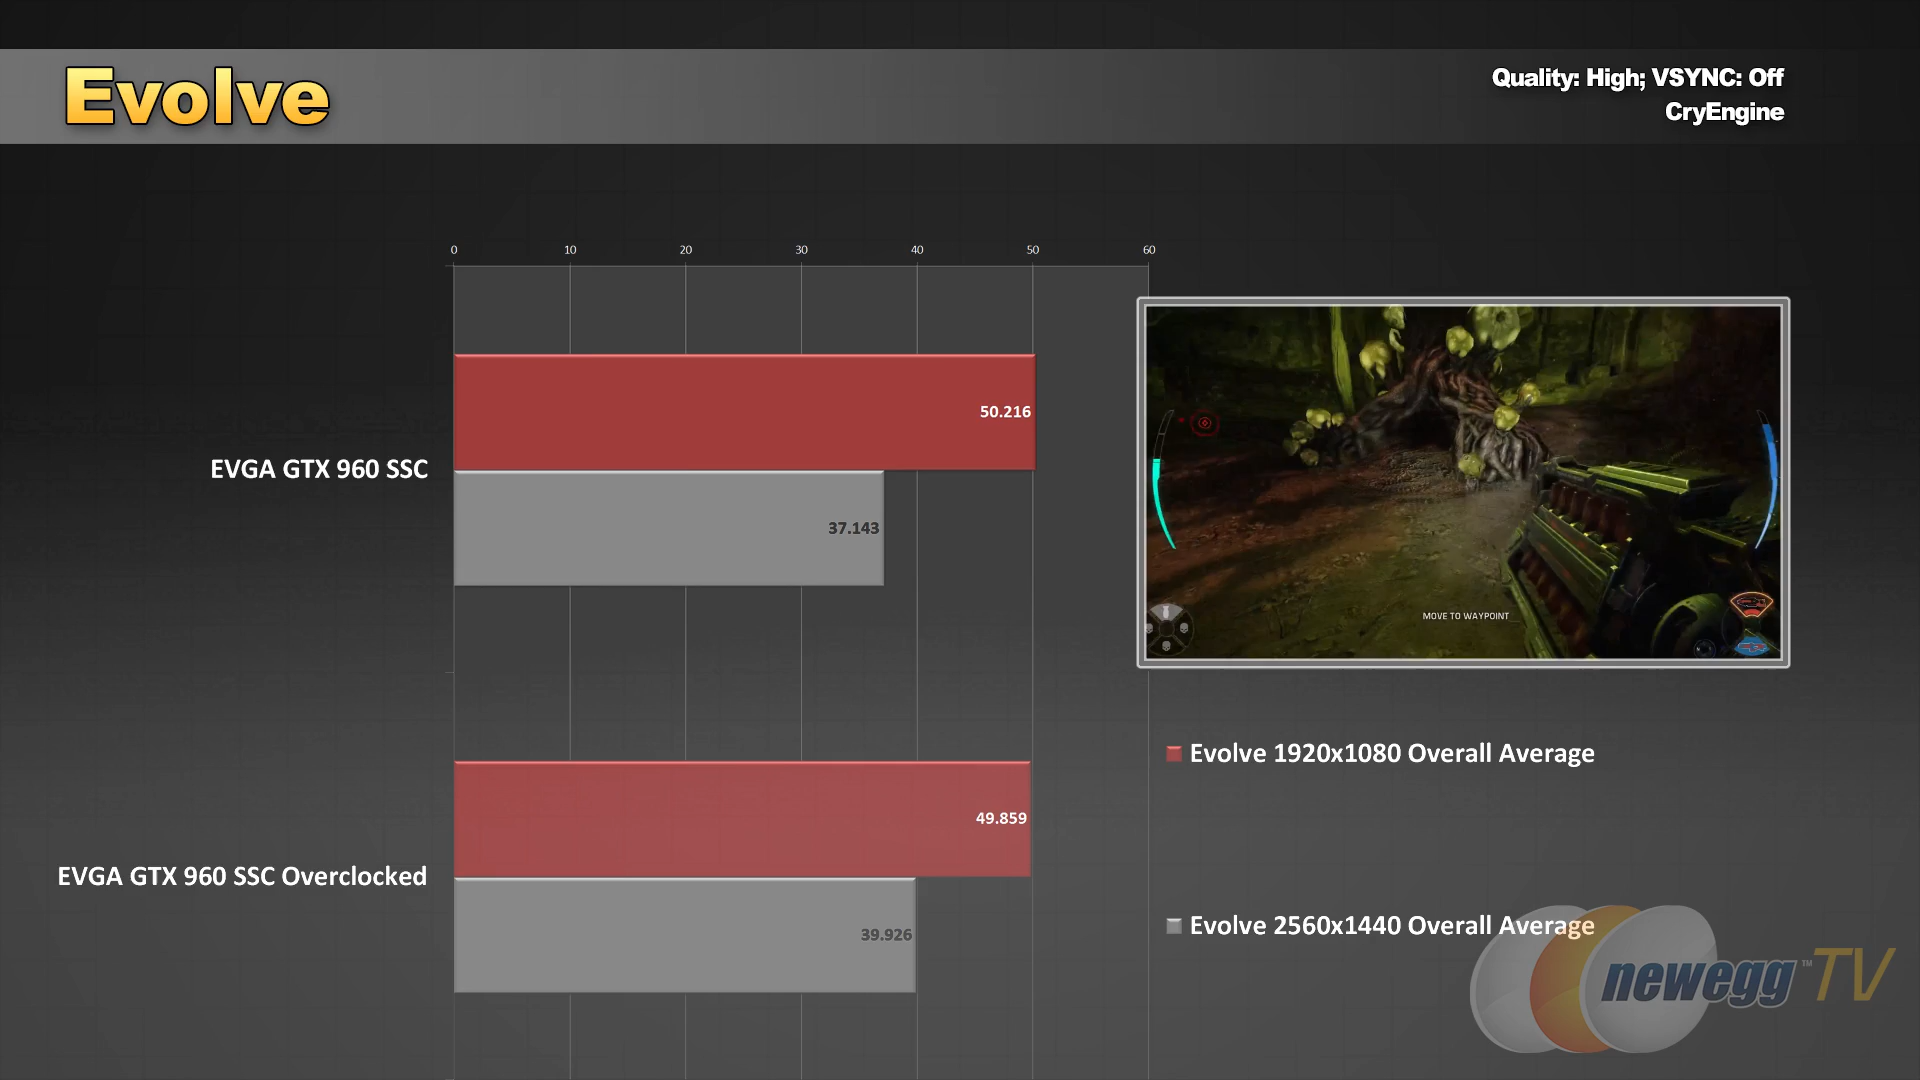 Evolve
Quality: High; VSYNC: Off
CryEngine
0 10 20 30 40 50 60
50.216
EVGA GTX 960 SSC
37.143
MOVE TO WAYPOINT
Evolve 1920x1080 Overall Average
49.859
EVGA GTX 960 SSC Overclocked
Evolve 2560x1440 Overall Average
39.926
newegg™TV